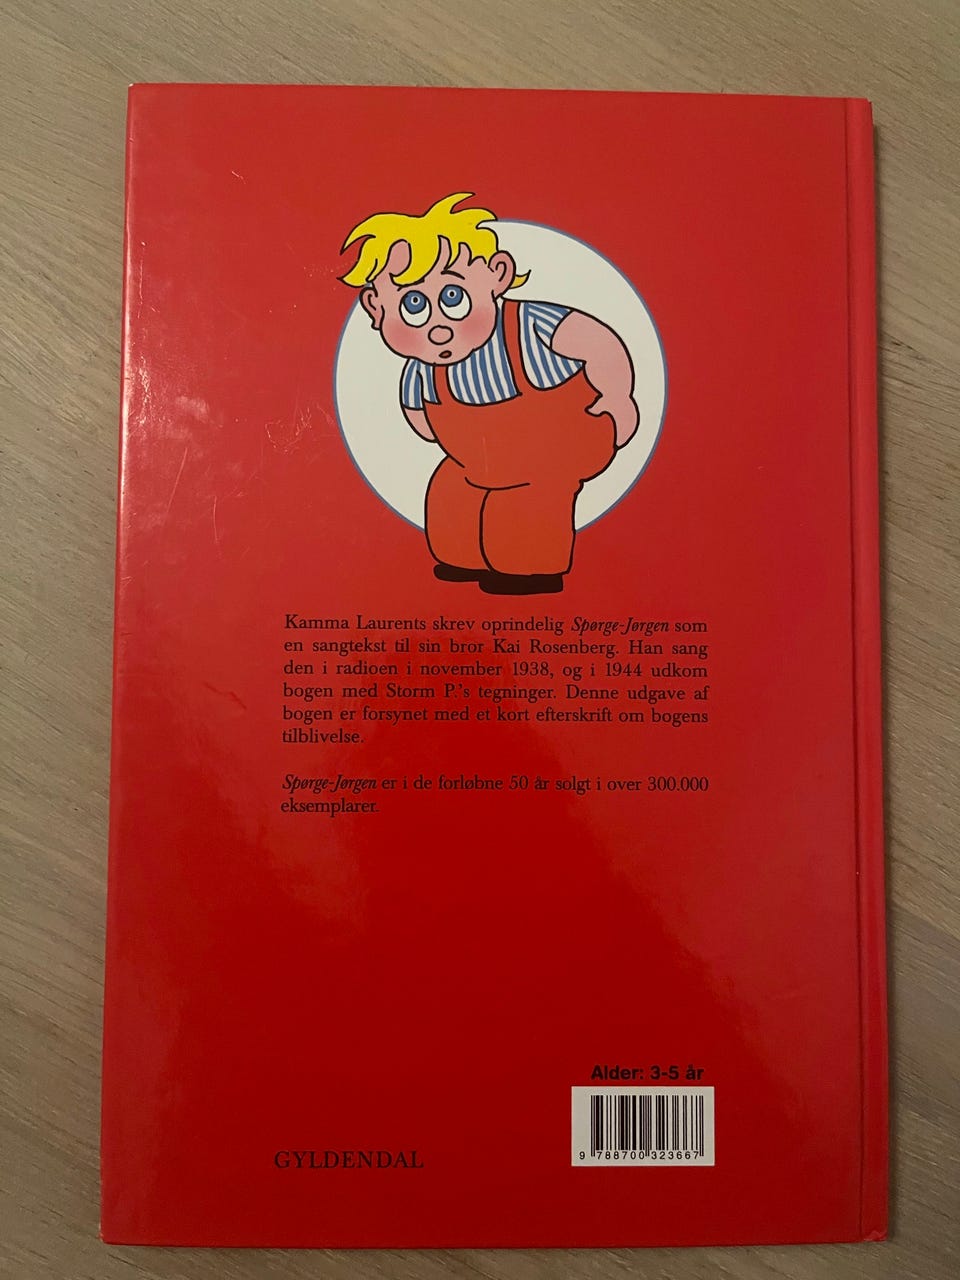 Kamma Laurents skrev oprindelig Spørge-Jørgen som
en sangtekst til sin bror Kai Rosenberg. Han sang
den i radioen i november 1938, og i 1944 udkom
bogen med Storm P.'s tegninger. Denne udgave af
bogen er forsynet med et kort efterskrift om bogens
tilblivelse.
Spørge-Jørgen er i de forløbne 50 år solgt i over 300.000
eksemplarer.
Alder: 3-5 år
9 788700 323667
GYLDENDAL